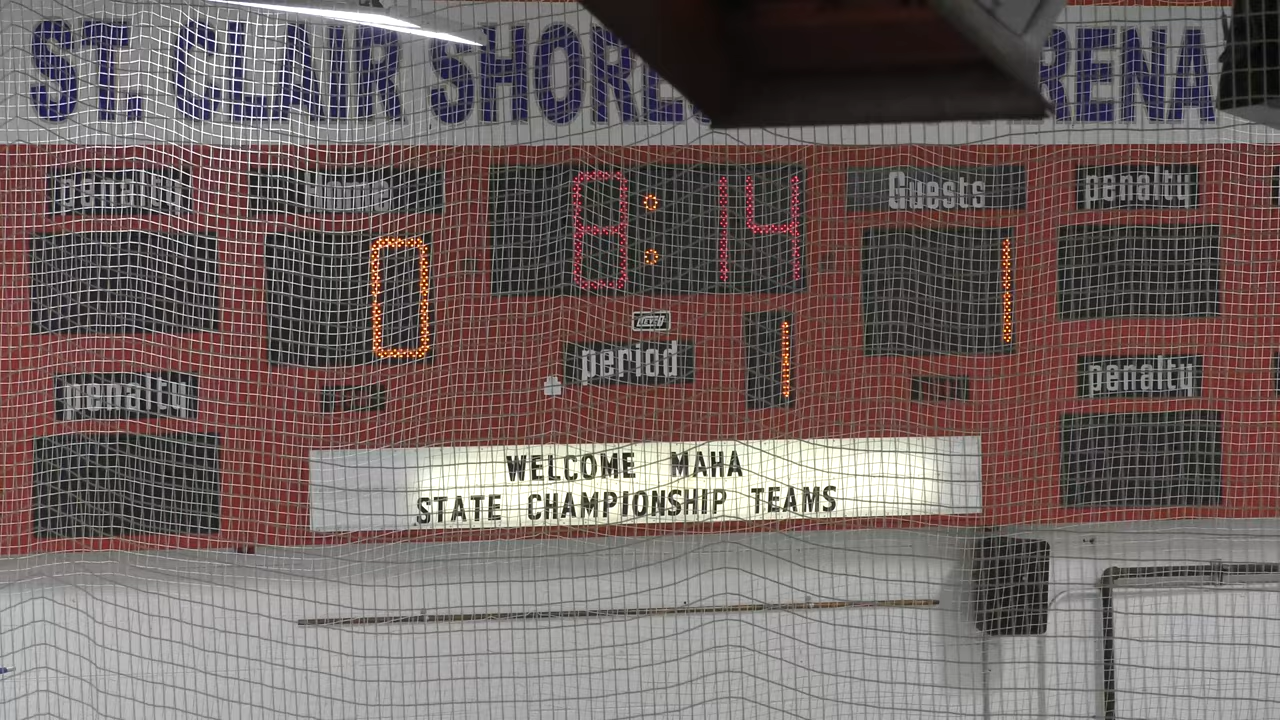 ST. CLAIR SHORE RENA
penalty home 8:14 Guests penalty
0 1
period 1
penalty penalty
WELCOME MAHA
STATE CHAMPIONSHIP TEAMS